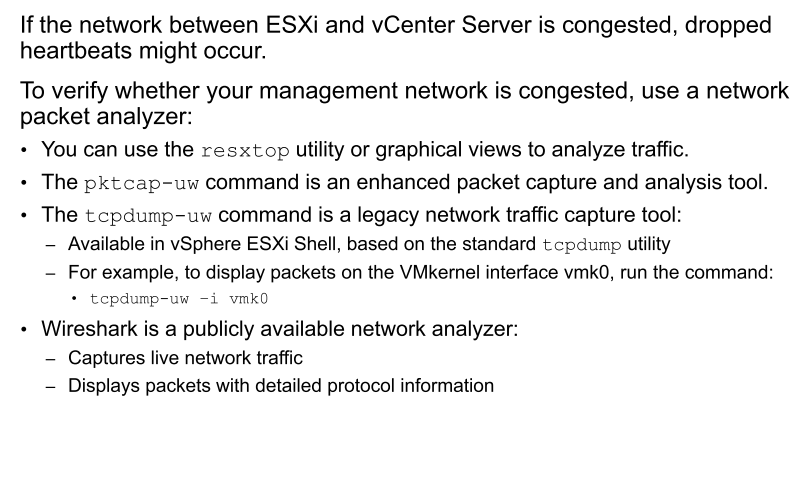 If the network between ESXi and vCenter Server is congested, dropped
heartbeats might occur.
To verify whether your management network is congested, use a network
packet analyzer:
• You can use the resxtop utility or graphical views to analyze traffic.
• The pktcap-uw command is an enhanced packet capture and analysis tool.
• The tcpdump-uw command is a legacy network traffic capture tool:
– Available in vSphere ESXi Shell, based on the standard tcpdump utility
– For example, to display packets on the VMkernel interface vmk0, run the command:
• tcpdump-uw –i vmk0
• Wireshark is a publicly available network analyzer:
– Captures live network traffic
– Displays packets with detailed protocol information